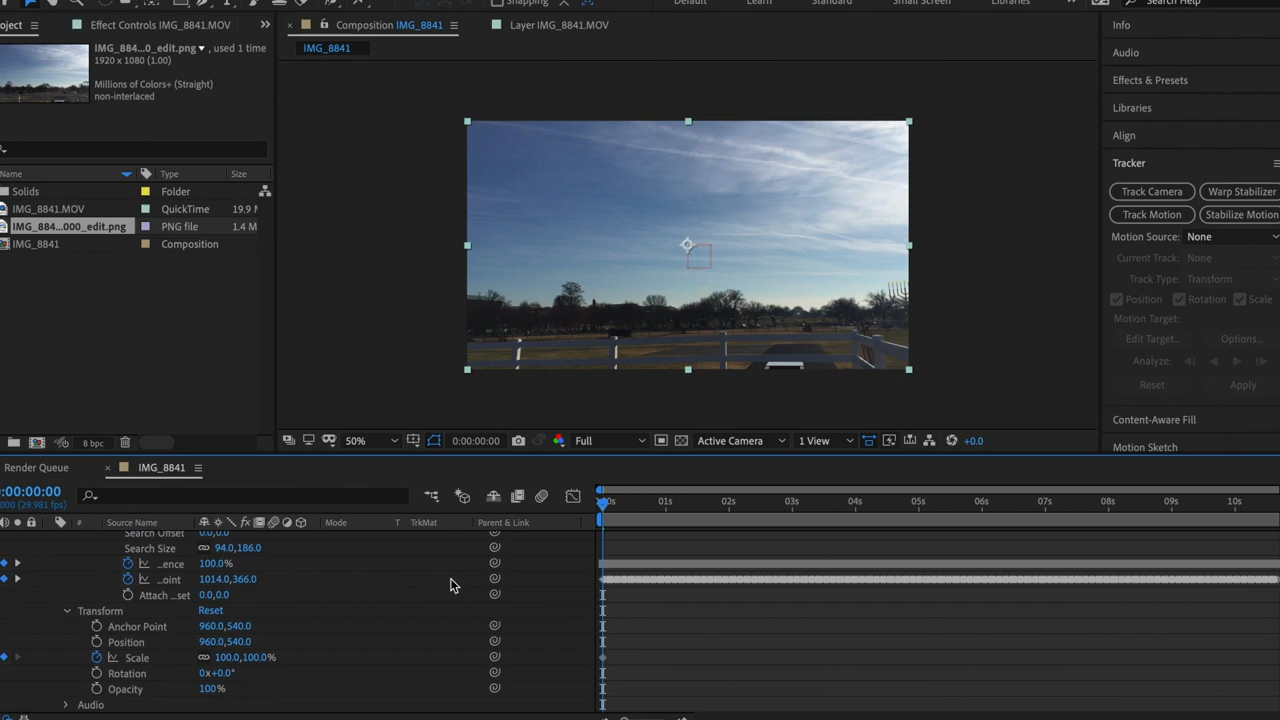 Snapping
Default
Learn
Standard
Small Screen
Libraries
Search Help
oject
Effect Controls IMG_8841.MOV
Composition IMG_8841
Layer IMG_8841.MOV
IMG_8841
IMG_884...0_edit.png, used 1 time
1920 x 1080 (1.00)
Millions of Colors+ (Straight)
non-interlaced
Name
Type
Size
Solids
Folder
IMG_8841.MOV
QuickTime
19.9 M
IMG_884...000_edit.png
PNG file
1.4 M
IMG_8841
Composition
8 bpc
50%
0:00:00:00
Full
Active Camera
1 View
+0.0
Info
Audio
Effects & Presets
Libraries
Align
Tracker
Track Camera
Warp Stabilizer
Track Motion
Stabilize Motion
Motion Source: None
Current Track: None
Track Type: Transform
Position
Rotation
Scale
Motion Target:
Edit Target...
Options...
Analyze:
Reset
Apply
Content-Aware Fill
Motion Sketch
Render Queue
IMG_8841
0:00:00:00
000 (29.981 fps)
#
Source Name
Mode
T TrkMat
Parent & Link
01s
02s
03s
04s
05s
06s
07s
08s
09s
10s
Search Offset
0.0,0.0
Search Size
94.0,186.0
...ence
100.0%
...oint
1014.0,366.0
Attach ...set
0.0,0.0
Transform
Reset
Anchor Point
960.0,540.0
Position
960.0,540.0
Scale
100.0,100.0%
Rotation
0x+0.0°
Opacity
100%
Audio